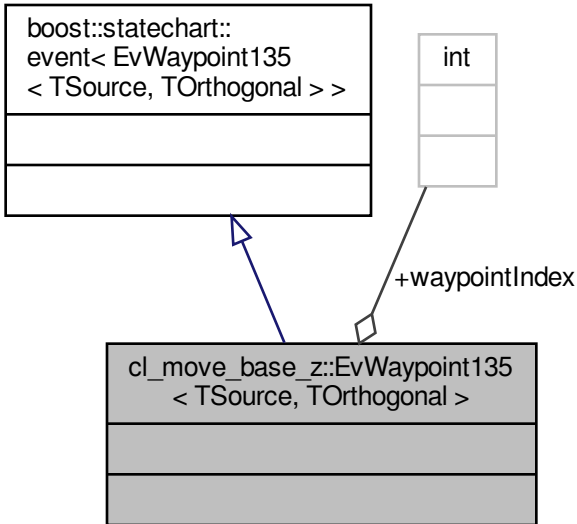 boost::statechart::
event< EvWaypoint135
< TSource, TOrthogonal > >
int
+waypointIndex
cl_move_base_z::EvWaypoint135
< TSource, TOrthogonal >